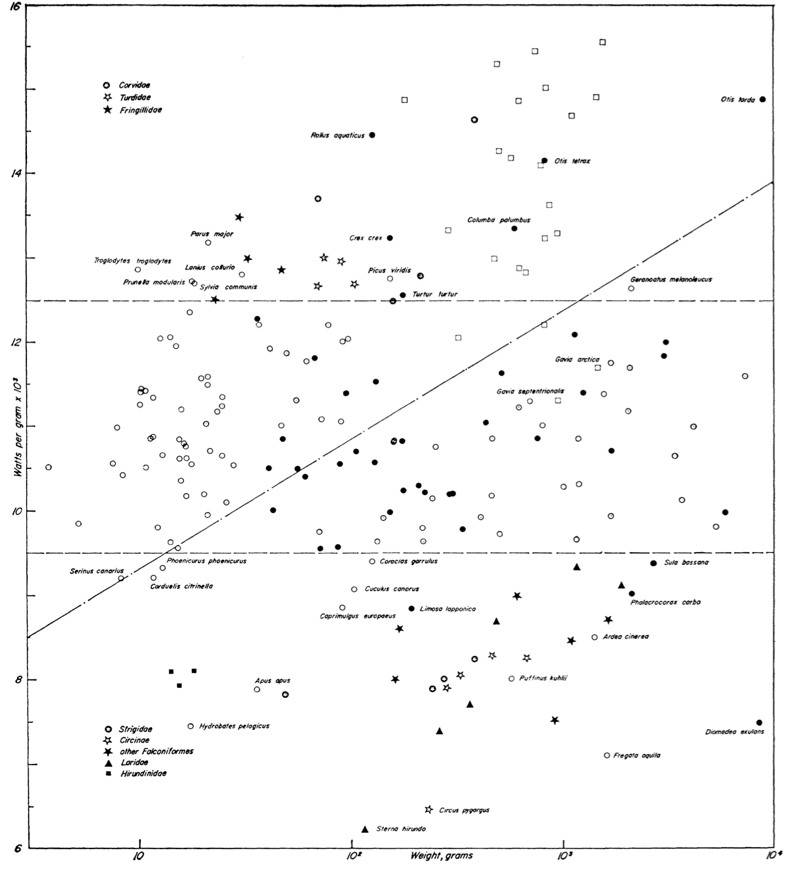 16
Corvidae
Turdidae
Fringillidae
Otis tarda
Rallus aquaticus
Otis tetrax
14
Columba palumbus
Parus major
Crex crex
Troglodytes troglodytes
Lanius collurio
Picus viridis
Prunella modularis
Sylvia communis
Geranoatus melanoleucus
Turtur turtur
12
Gavia arctica
Gavia septentrionalis
Watts per gram x 10³
10
Phoenicurus phoenicurus
Coracias garrulus
Serinus canarius
Carduelis citrinella
Sula bassana
Cuculus canorus
Phalacrocorax carbo
Caprimulgus europaeus
Limosa lapponica
Ardea cinerea
8
Apus apus
Puffinus kuhlii
Hydrobates pelagicus
Diomedea exulans
Strigidae
Circinae
other Falconiformes
Laridae
Hirundinidae
Fregata aquila
Circus pygargus
Sterna hirundo
6
10
10²
Weight, grams
10³
10⁴